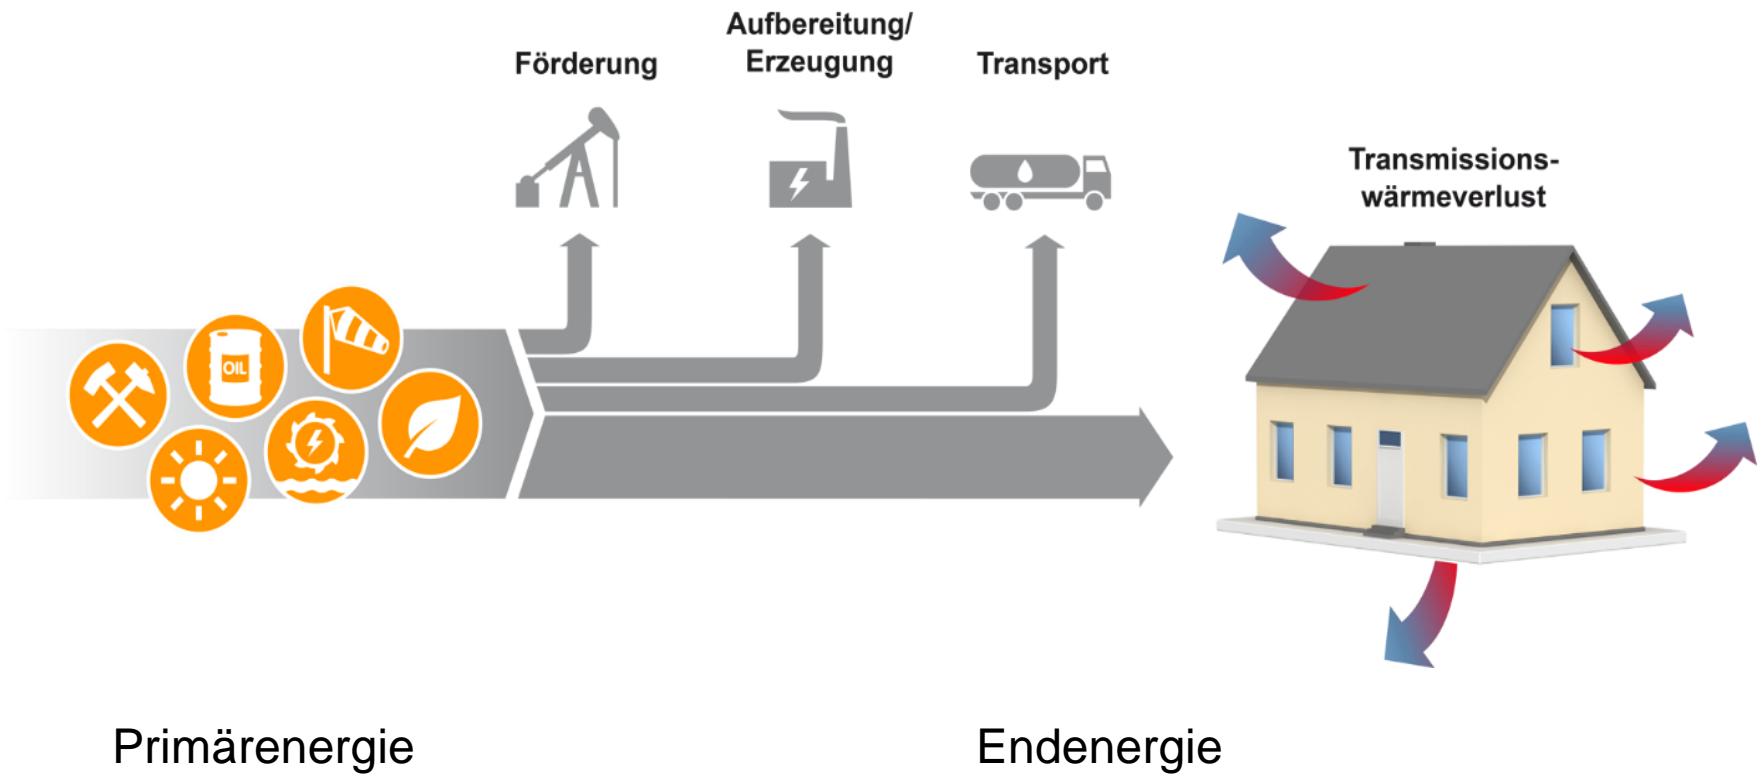 Aufbereitung/
Erzeugung
Förderung
Transport
Transmissions-
wärmeverlust
OIL
Primärenergie
Endenergie